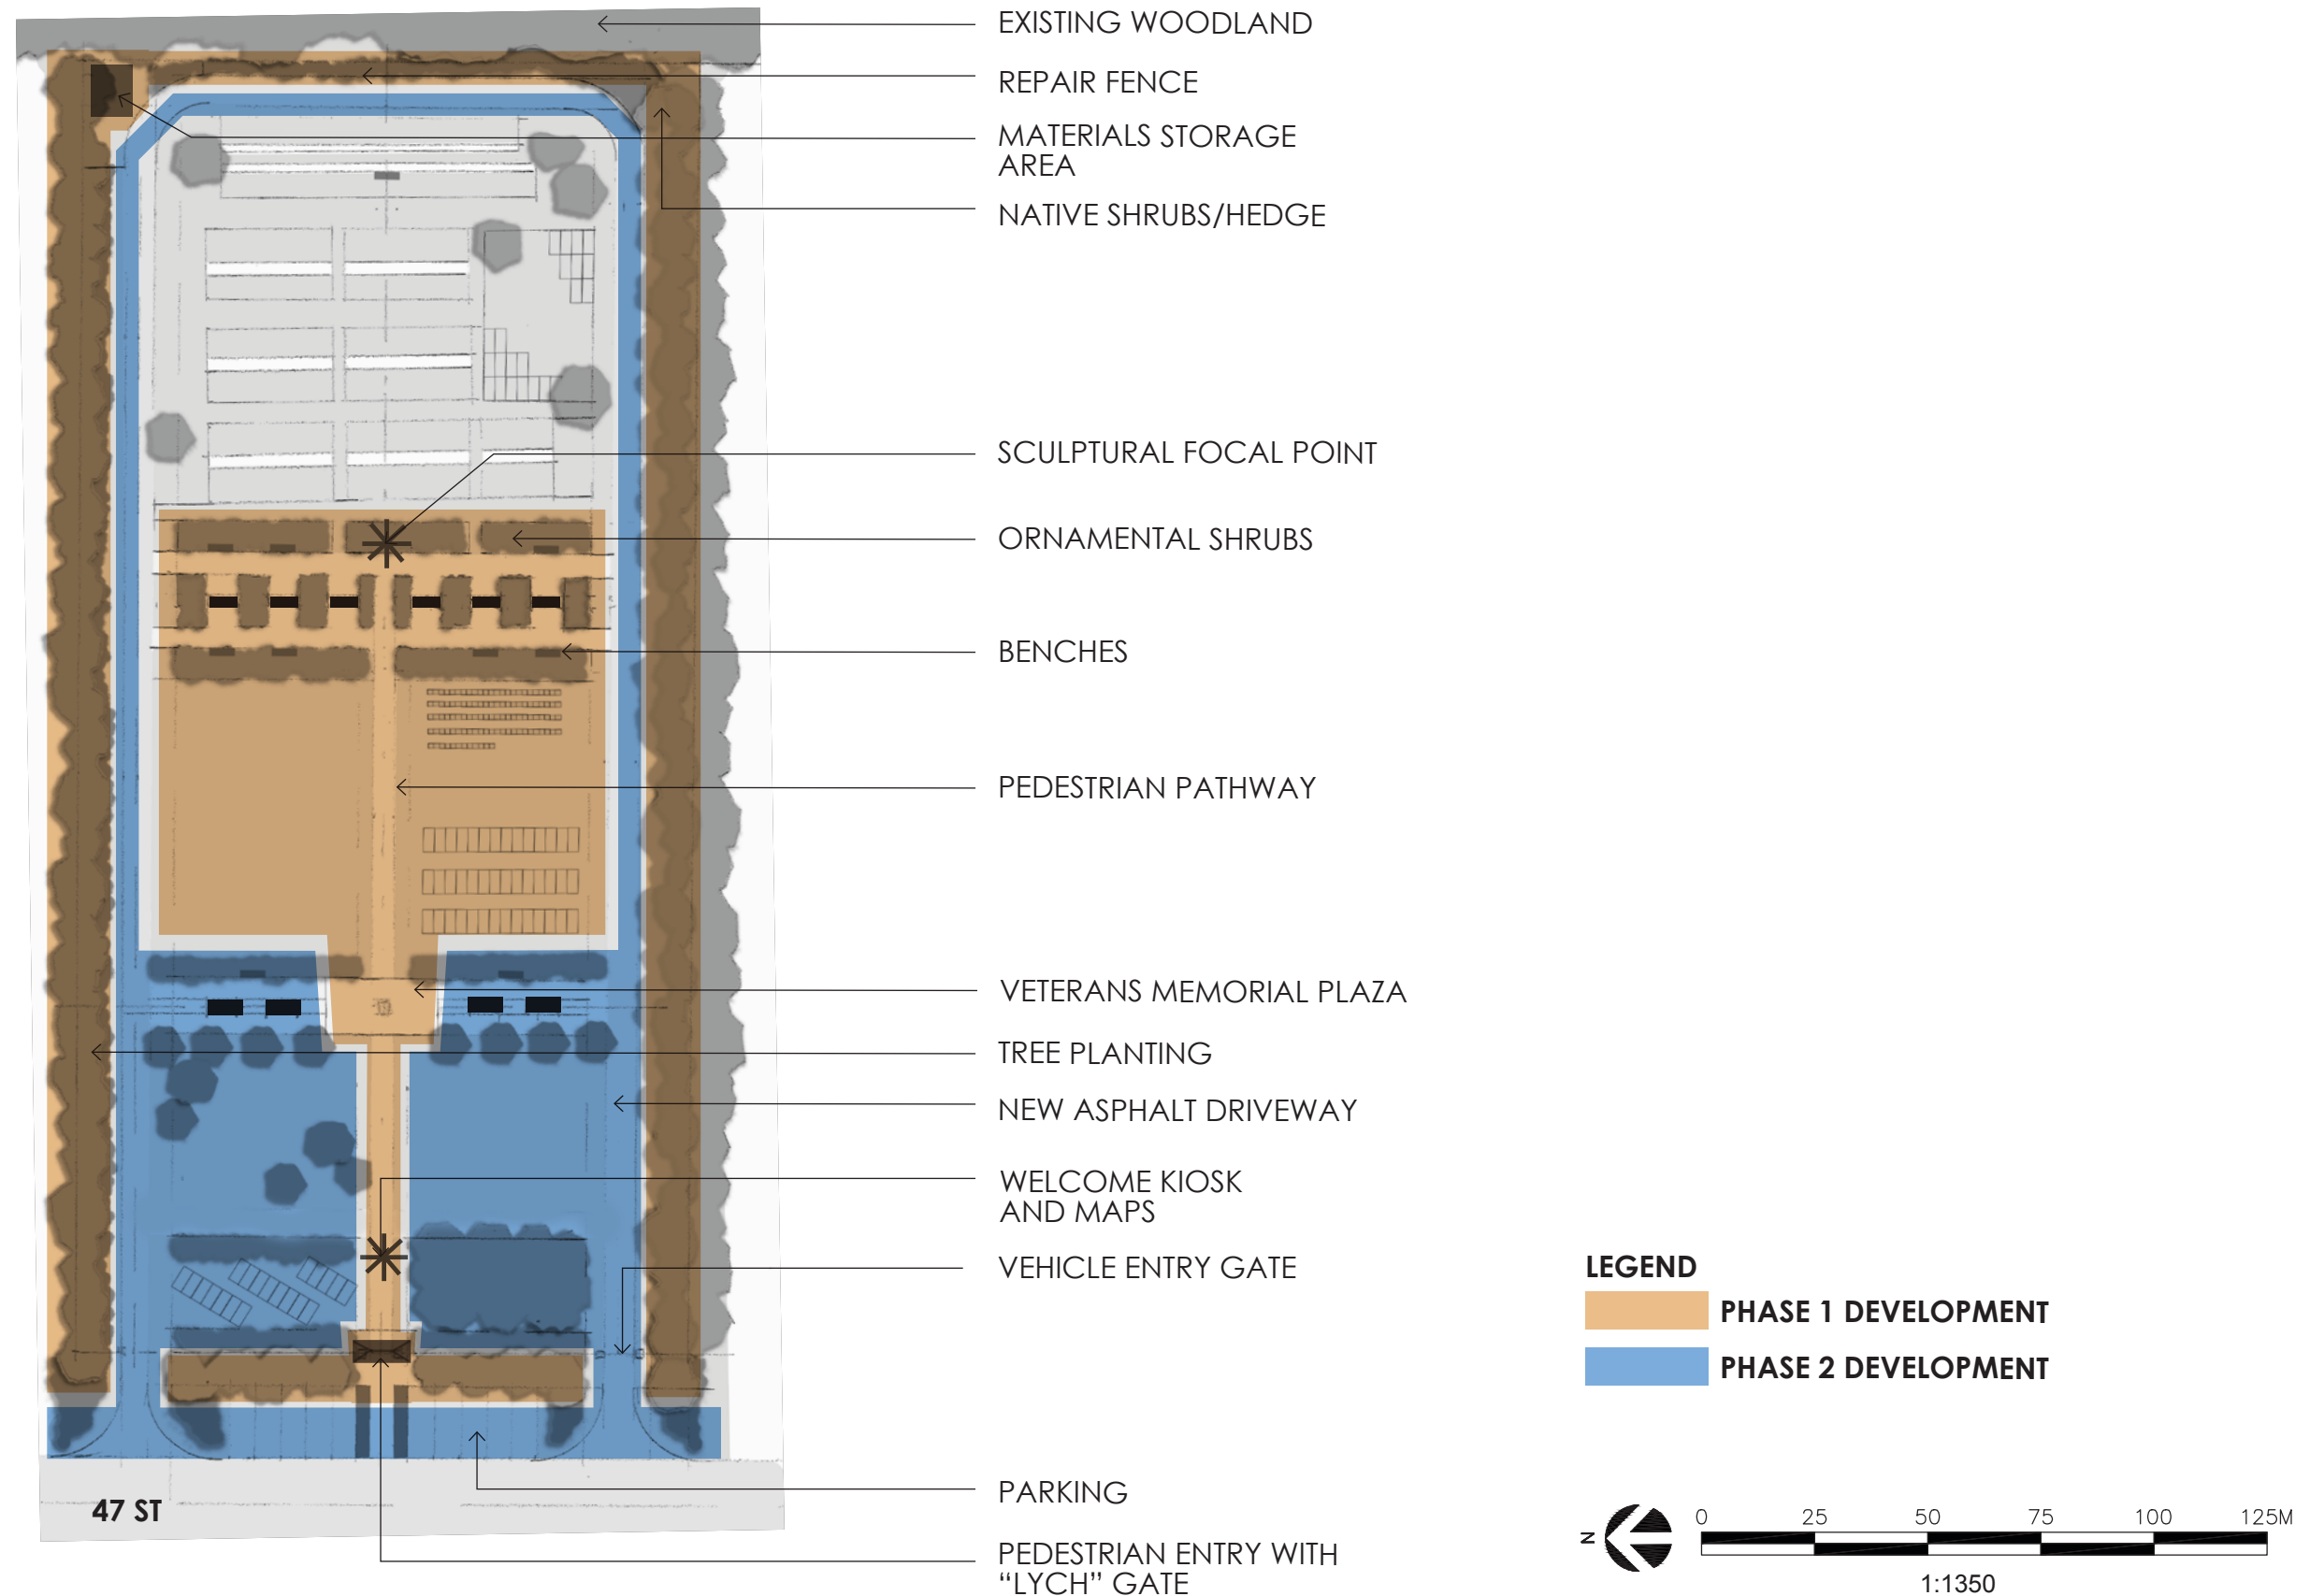 EXISTING WOODLAND
REPAIR FENCE
MATERIALS STORAGE
AREA
NATIVE SHRUBS/HEDGE
SCULPTURAL FOCAL POINT
ORNAMENTAL SHRUBS
BENCHES
PEDESTRIAN PATHWAY
VETERANS MEMORIAL PLAZA
TREE PLANTING
NEW ASPHALT DRIVEWAY
WELCOME KIOSK
AND MAPS
VEHICLE ENTRY GATE
PARKING
PEDESTRIAN ENTRY WITH
“LYCH” GATE
47 ST
LEGEND
PHASE 1 DEVELOPMENT
PHASE 2 DEVELOPMENT
N
0 25 50 75 100 125M
1:1350